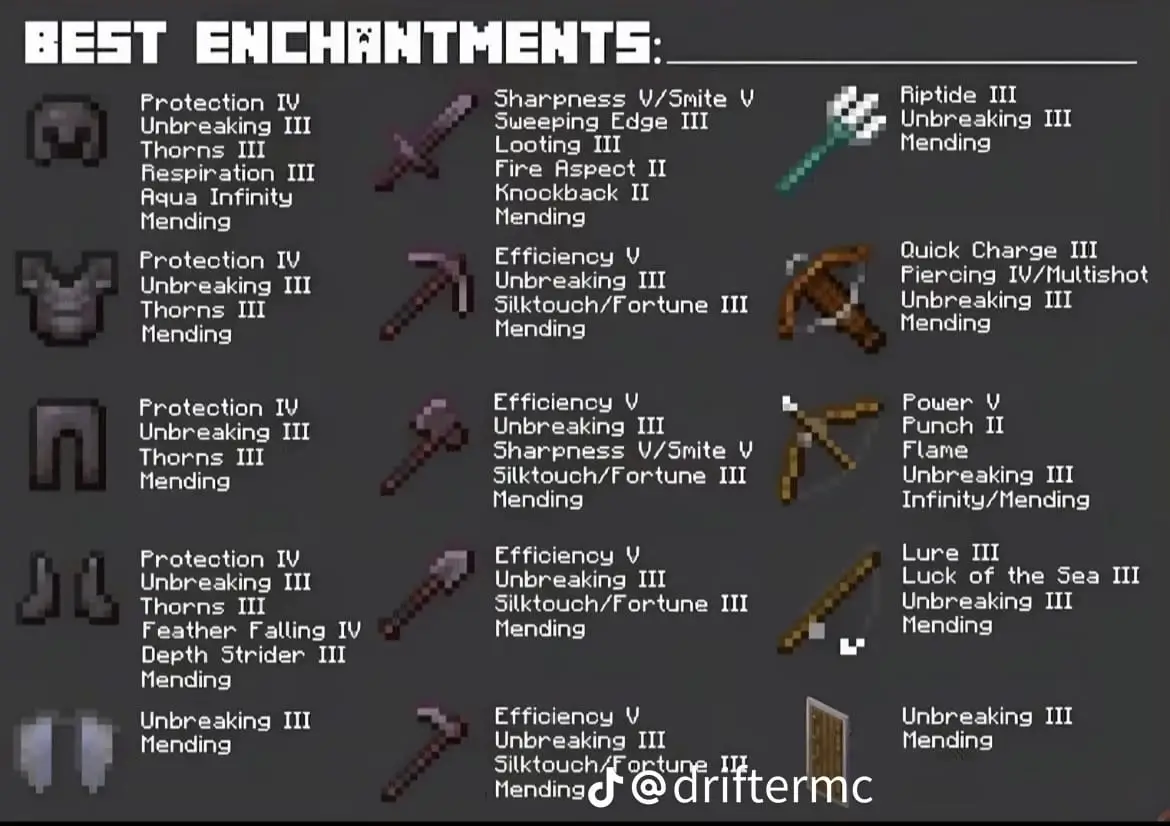 BEST ENCHANTMENTS:
Protection IV
Unbreaking III
Thorns III
Respiration III
Aqua Infinity
Mending
Protection IV
Unbreaking III
Thorns III
Mending
Protection IV
Unbreaking III
Thorns III
Mending
Protection IV
Unbreaking III
Thorns III
Feather Falling IV
Depth Strider III
Mending
Unbreaking III
Mending
Sharpness V/Smite V
Sweeping Edge III
Looting III
Fire Aspect II
Knockback II
Mending
Efficiency V
Unbreaking III
Silktouch/Fortune III
Mending
Efficiency V
Unbreaking III
Sharpness V/Smite V
Silktouch/Fortune III
Mending
Efficiency V
Unbreaking III
Silktouch/Fortune III
Mending
Efficiency V
Unbreaking III
Silktouch/Fortune III
Mending
Riptide III
Unbreaking III
Mending
Quick Charge III
Piercing IV/Multishot
Unbreaking III
Mending
Power V
Punch II
Flame
Unbreaking III
Infinity/Mending
Lure III
Luck of the Sea III
Unbreaking III
Mending
Unbreaking III
Mending
@driftermc